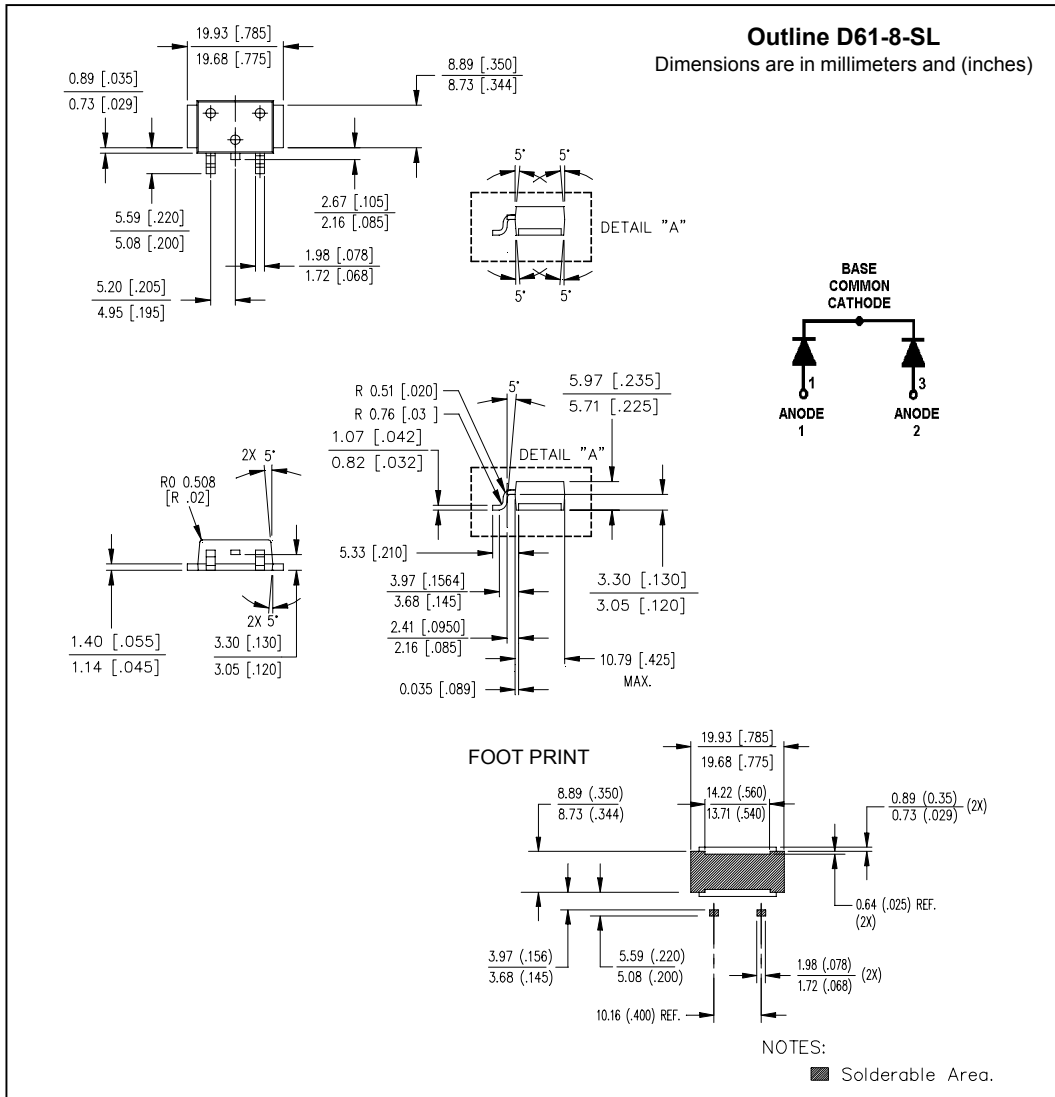 Outline D61-8-SL
Dimensions are in millimeters and (inches)
19.93 [.785]
19.68 [.775]
0.89 [.035]
0.73 [.029]
8.89 [.350]
8.73 [.344]
5.59 [.220]
5.08 [.200]
2.67 [.105]
2.16 [.085]
1.98 [.078]
1.72 [.068]
5.20 [.205]
4.95 [.195]
5° 5°
DETAIL "A"
5° 5°
BASE
COMMON
CATHODE
1 3
ANODE ANODE
1 2
R 0.51 [.020]
R 0.76 [.03 ]
5°
5.97 [.235]
5.71 [.225]
1.07 [.042]
0.82 [.032]
DETAIL "A"
2X 5°
R0 0.508
[R .02]
2X 5°
1.40 [.055]
1.14 [.045]
3.30 [.130]
3.05 [.120]
5.33 [.210]
3.97 [.1564]
3.68 [.145]
2.41 [.0950]
2.16 [.085]
0.035 [.089]
3.30 [.130]
3.05 [.120]
10.79 [.425]
MAX.
FOOT PRINT
19.93 [.785]
19.68 [.775]
8.89 (.350)
8.73 (.344)
14.22 (.560)
13.71 (.540)
0.89 (0.35) (2X)
0.73 (.029)
0.64 (.025) REF.
(2X)
3.97 (.156)
3.68 (.145)
5.59 (.220)
5.08 (.200)
1.98 (.078) (2X)
1.72 (.068)
10.16 (.400) REF.
NOTES:
Solderable Area.